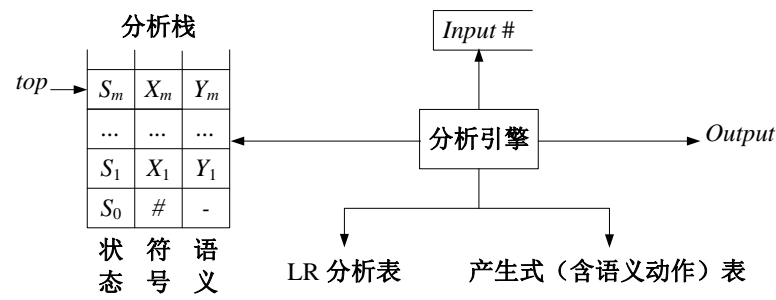 分析栈
Input #
top
Sm Xm Ym
... ... ...
S1 X1 Y1
S0 # -
状态 符号 语义
分析引擎
Output
LR 分析表
产生式（含语义动作）表